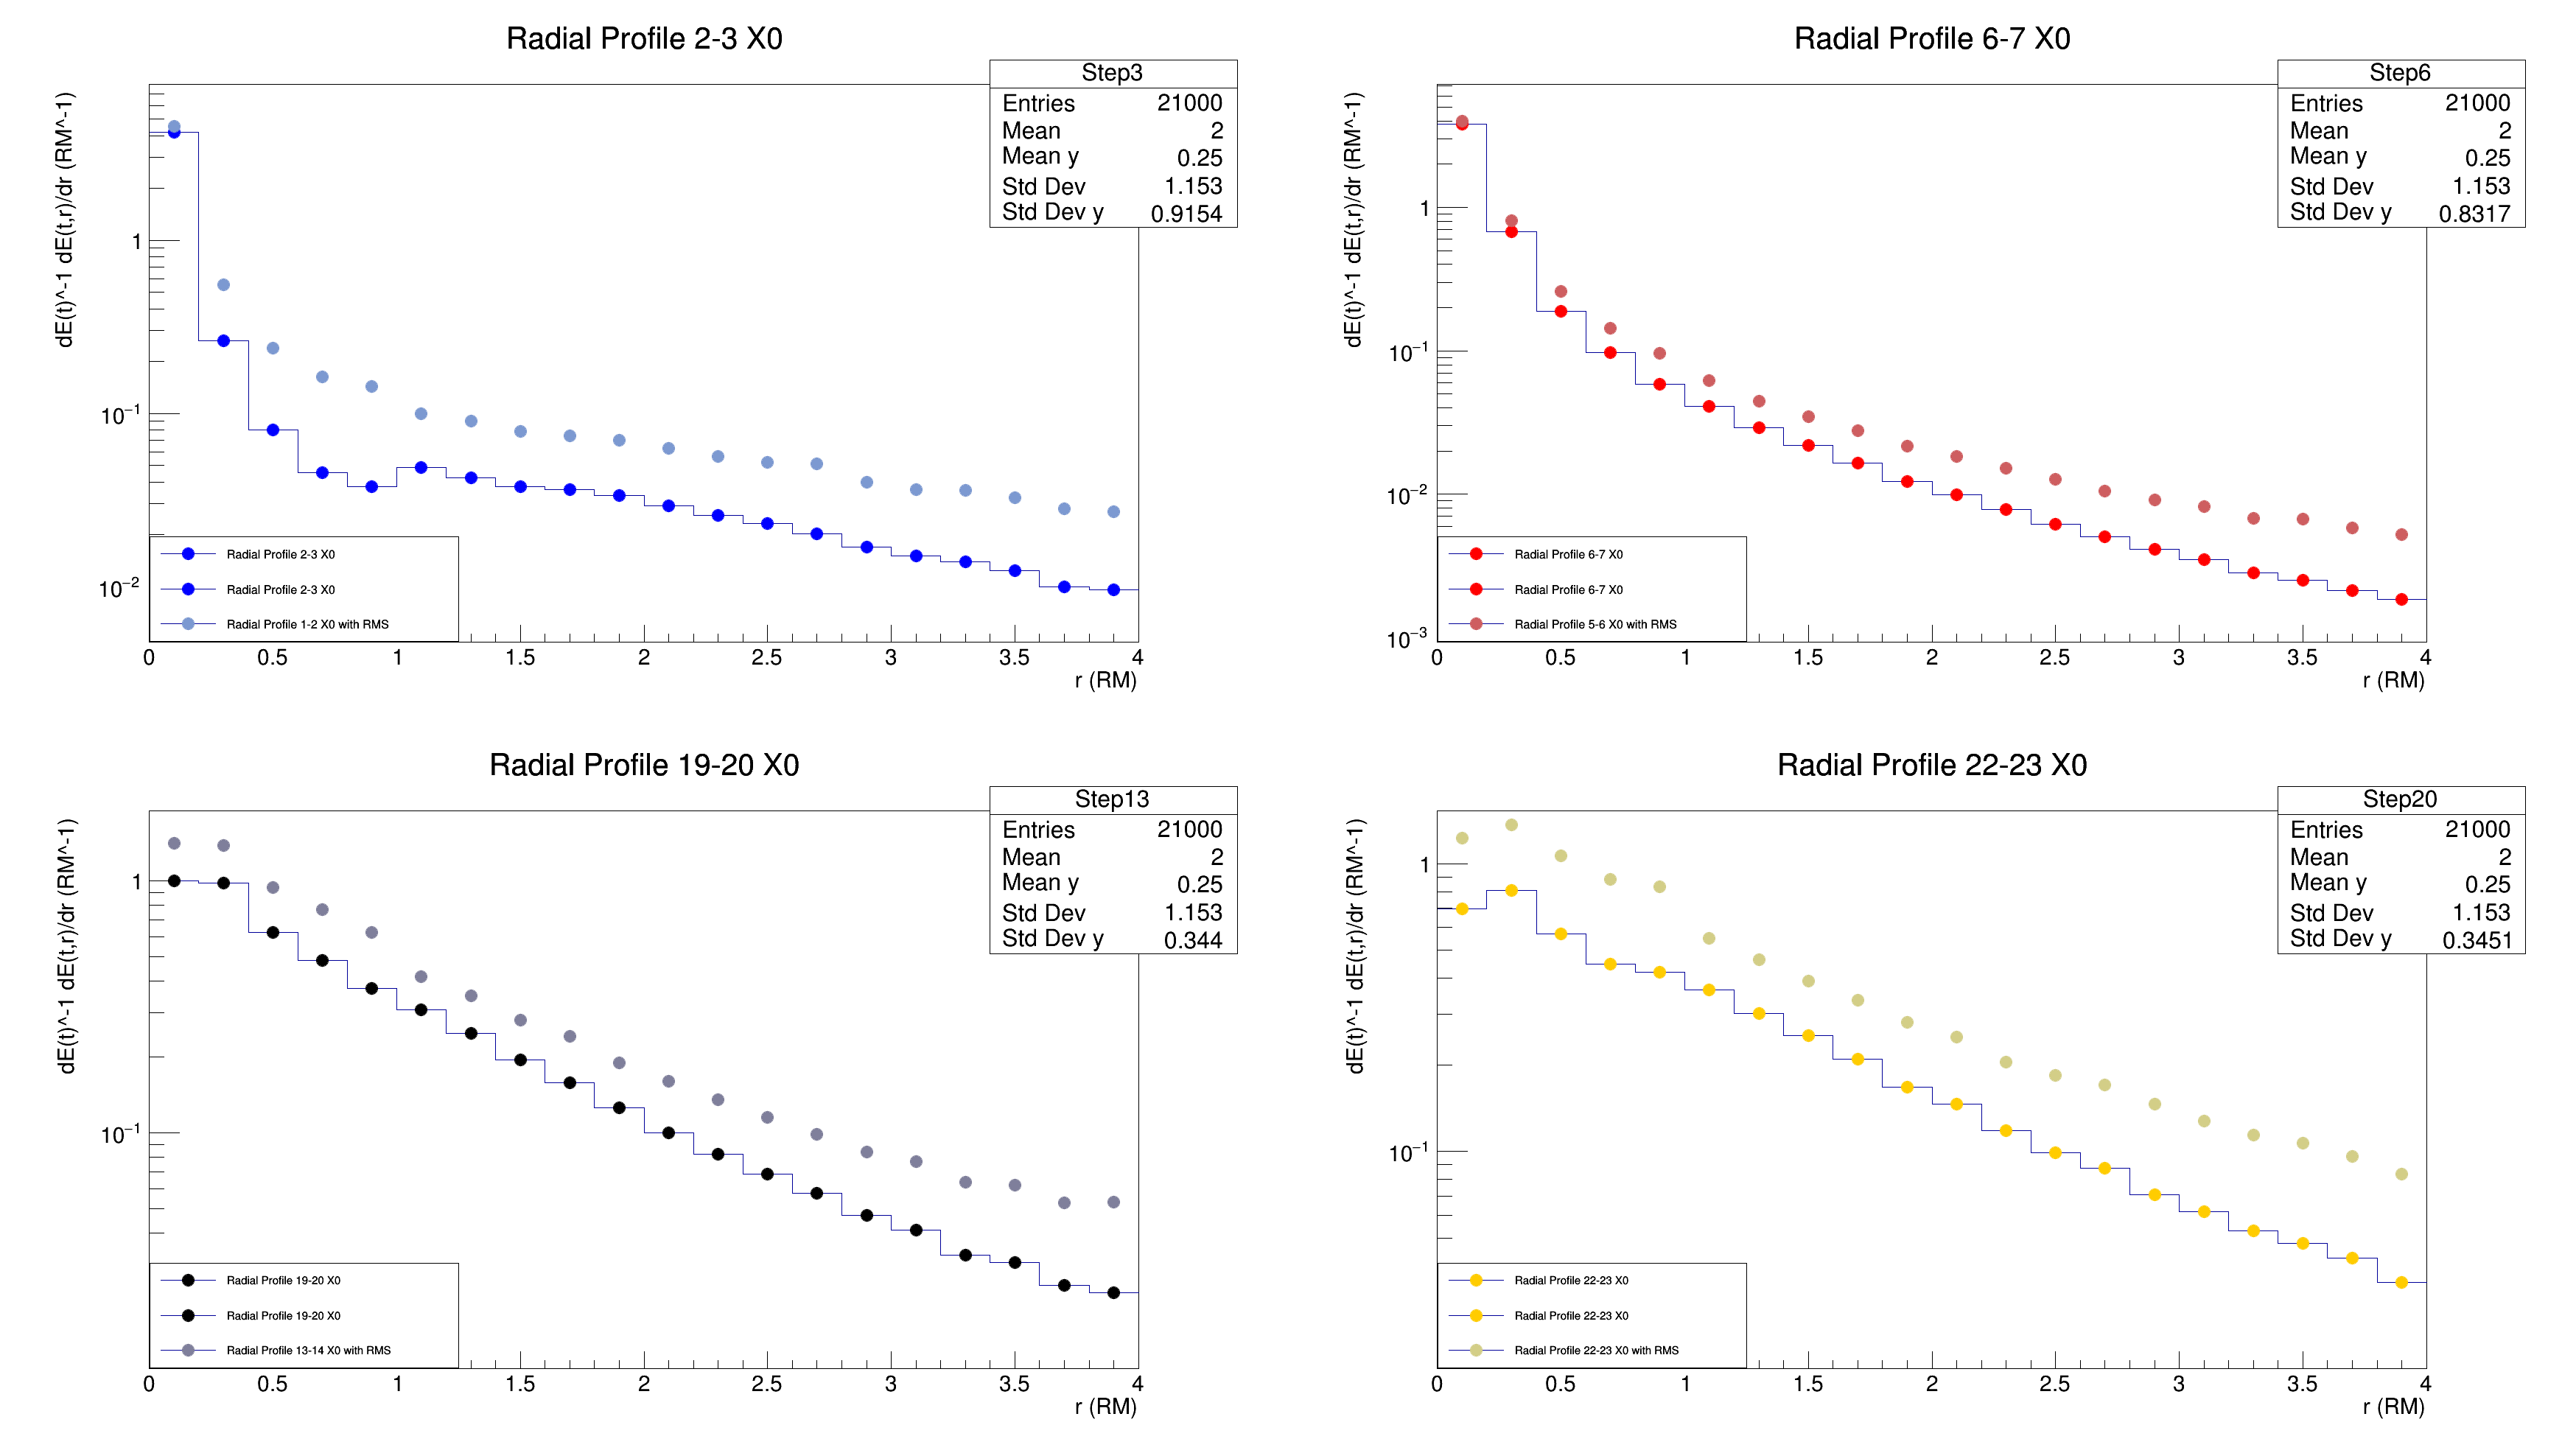 Radial Profile 2-3 X0
dE(t)^-1 dE(t,r)/dr (RM^-1)
Step3
Entries 21000
Mean 2
Mean y 0.25
Std Dev 1.153
Std Dev y 0.9154
1
10−1
10−2
Radial Profile 2-3 X0
Radial Profile 2-3 X0
Radial Profile 1-2 X0 with RMS
0 0.5 1 1.5 2 2.5 3 3.5 4
r (RM)
Radial Profile 6-7 X0
dE(t)^-1 dE(t,r)/dr (RM^-1)
Step6
Entries 21000
Mean 2
Mean y 0.25
Std Dev 1.153
Std Dev y 0.8317
1
10−1
10−2
10−3
Radial Profile 6-7 X0
Radial Profile 6-7 X0
Radial Profile 5-6 X0 with RMS
0 0.5 1 1.5 2 2.5 3 3.5 4
r (RM)
Radial Profile 19-20 X0
dE(t)^-1 dE(t,r)/dr (RM^-1)
Step13
Entries 21000
Mean 2
Mean y 0.25
Std Dev 1.153
Std Dev y 0.344
1
10−1
Radial Profile 19-20 X0
Radial Profile 19-20 X0
Radial Profile 13-14 X0 with RMS
0 0.5 1 1.5 2 2.5 3 3.5 4
r (RM)
Radial Profile 22-23 X0
dE(t)^-1 dE(t,r)/dr (RM^-1)
Step20
Entries 21000
Mean 2
Mean y 0.25
Std Dev 1.153
Std Dev y 0.3451
1
10−1
Radial Profile 22-23 X0
Radial Profile 22-23 X0
Radial Profile 22-23 X0 with RMS
0 0.5 1 1.5 2 2.5 3 3.5 4
r (RM)